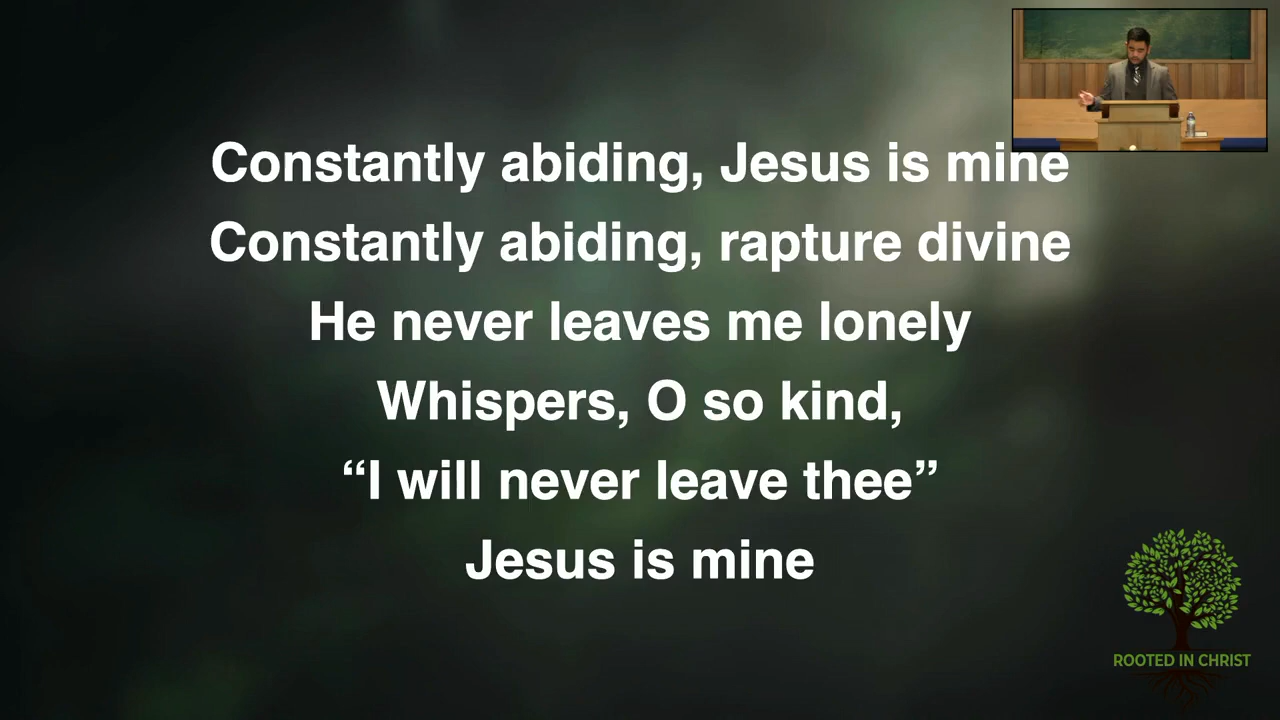 Constantly abiding, Jesus is mine
Constantly abiding, rapture divine
He never leaves me lonely
Whispers, O so kind,
“I will never leave thee”
Jesus is mine
ROOTED IN CHRIST